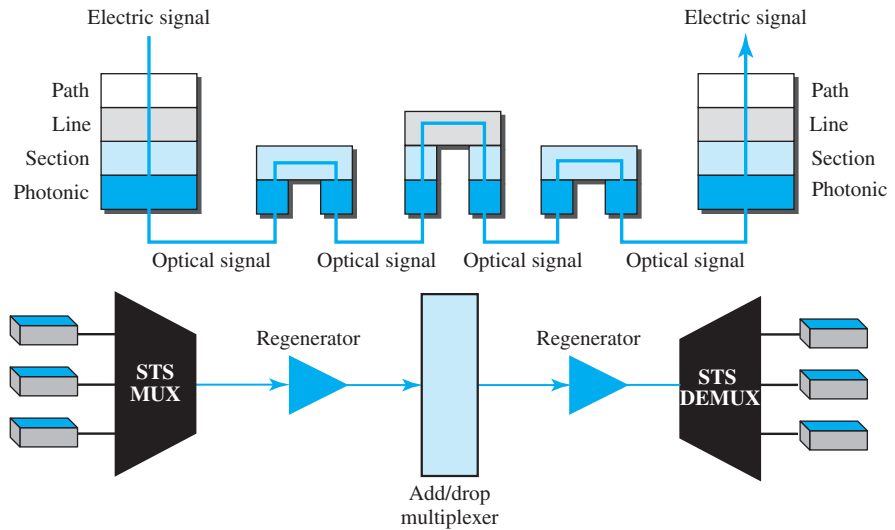 Electric signal
Electric signal
Path
Path
Line
Line
Section
Section
Photonic
Photonic
Optical signal
Optical signal
Optical signal
Optical signal
Regenerator
Regenerator
STS
MUX
STS
DEMUX
Add/drop
multiplexer